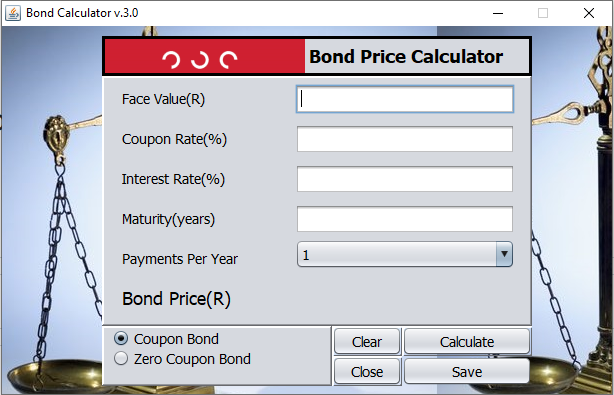 Bond Calculator v.3.0
Bond Price Calculator
Face Value(R)
Coupon Rate(%)
Interest Rate(%)
Maturity(years)
Payments Per Year 1
Bond Price(R)
Coupon Bond
Zero Coupon Bond
Clear Calculate
Close Save